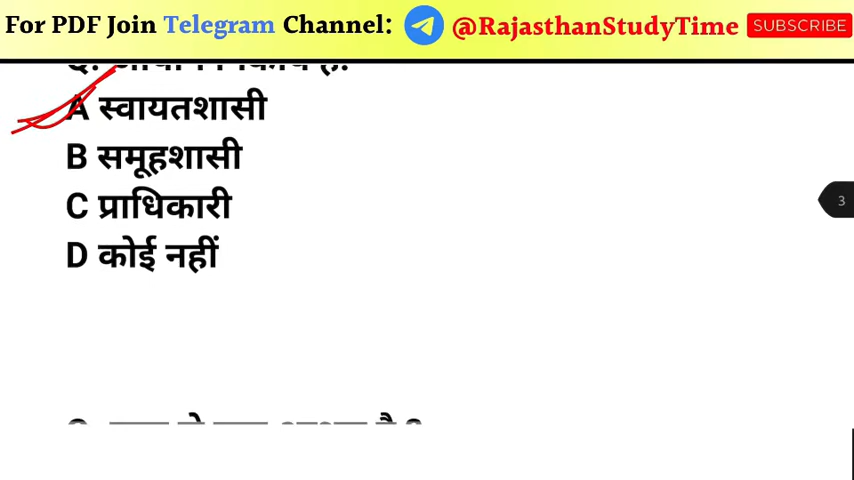 For PDF Join Telegram Channel: @RajasthanStudyTime SUBSCRIBE
A स्वायतशासी
B समूहशासी
C प्राधिकारी
D कोई नहीं
3